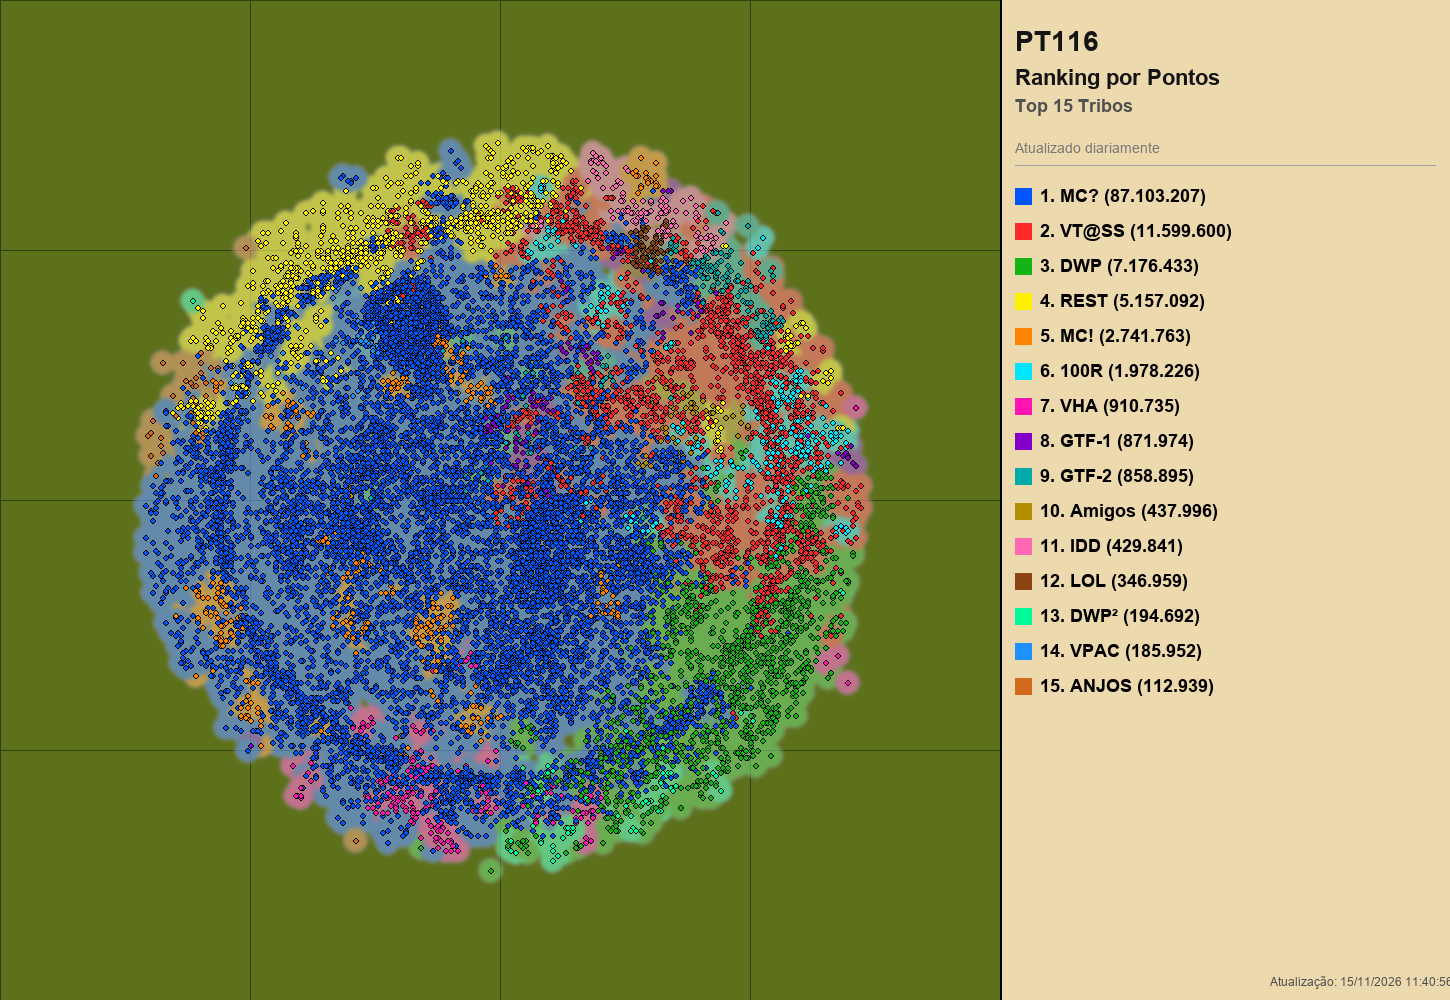 PT116
Ranking por Pontos
Top 15 Tribos
Atualizado diariamente
1. MC? (87.103.207)
2. VT@SS (11.599.600)
3. DWP (7.176.433)
4. REST (5.157.092)
5. MC! (2.741.763)
6. 100R (1.978.226)
7. VHA (910.735)
8. GTF-1 (871.974)
9. GTF-2 (858.895)
10. Amigos (437.996)
11. IDD (429.841)
12. LOL (346.959)
13. DWP² (194.692)
14. VPAC (185.952)
15. ANJOS (112.939)
Atualização: 15/11/2026 11:40:56